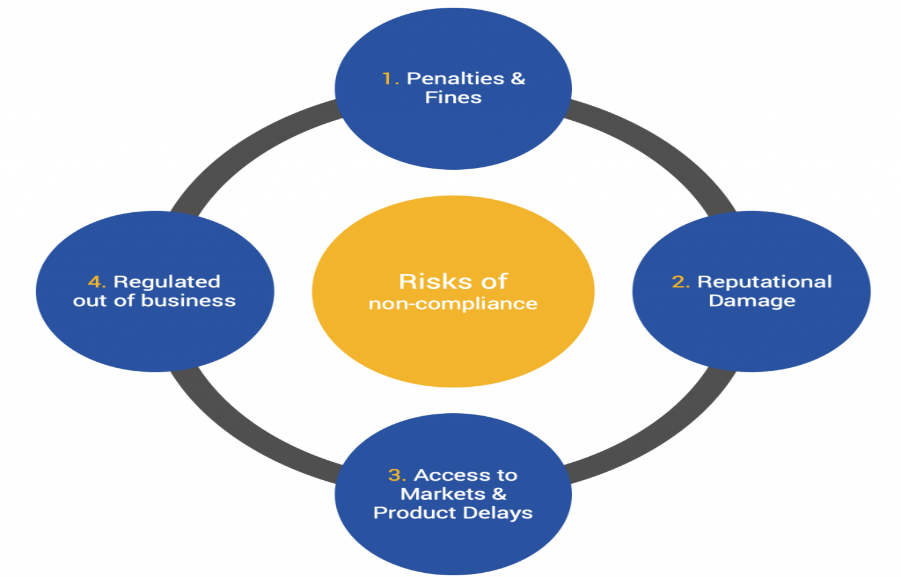 1. Penalties &
Fines
4. Regulated
out of business
Risks of
non-compliance
2. Reputational
Damage
3. Access to
Markets &
Product Delays